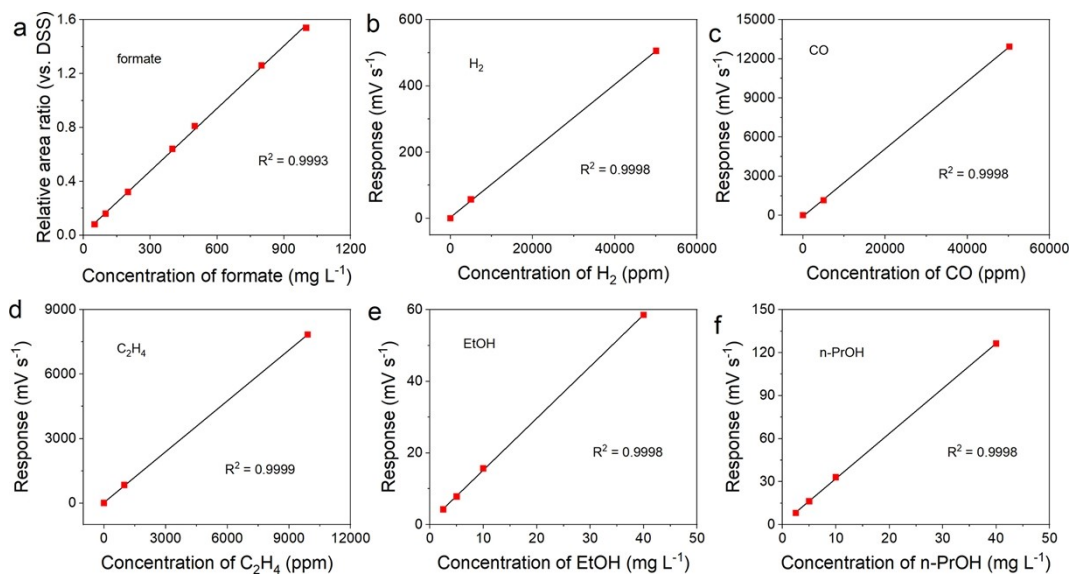 a
Relative area ratio (vs. DSS)
1.6
1.2
0.8
0.4
0.0
formate
R² = 0.9993
300
600
900
1200
Concentration of formate (mg L⁻¹)
b
Response (mV s⁻¹)
600
400
200
0
H₂
R² = 0.9998
0
20000
40000
60000
Concentration of H₂ (ppm)
c
Response (mV s⁻¹)
15000
12000
9000
6000
3000
0
CO
R² = 0.9998
0
20000
40000
60000
Concentration of CO (ppm)
d
Response (mV s⁻¹)
9000
6000
3000
0
C₂H₄
R² = 0.9999
0
3000
6000
9000
12000
Concentration of C₂H₄ (ppm)
e
Response (mV s⁻¹)
60
40
20
0
EtOH
R² = 0.9998
0
10
20
30
40
50
Concentration of EtOH (mg L⁻¹)
f
Response (mV s⁻¹)
150
120
90
60
30
0
n-PrOH
R² = 0.9998
0
10
20
30
40
50
Concentration of n-PrOH (mg L⁻¹)